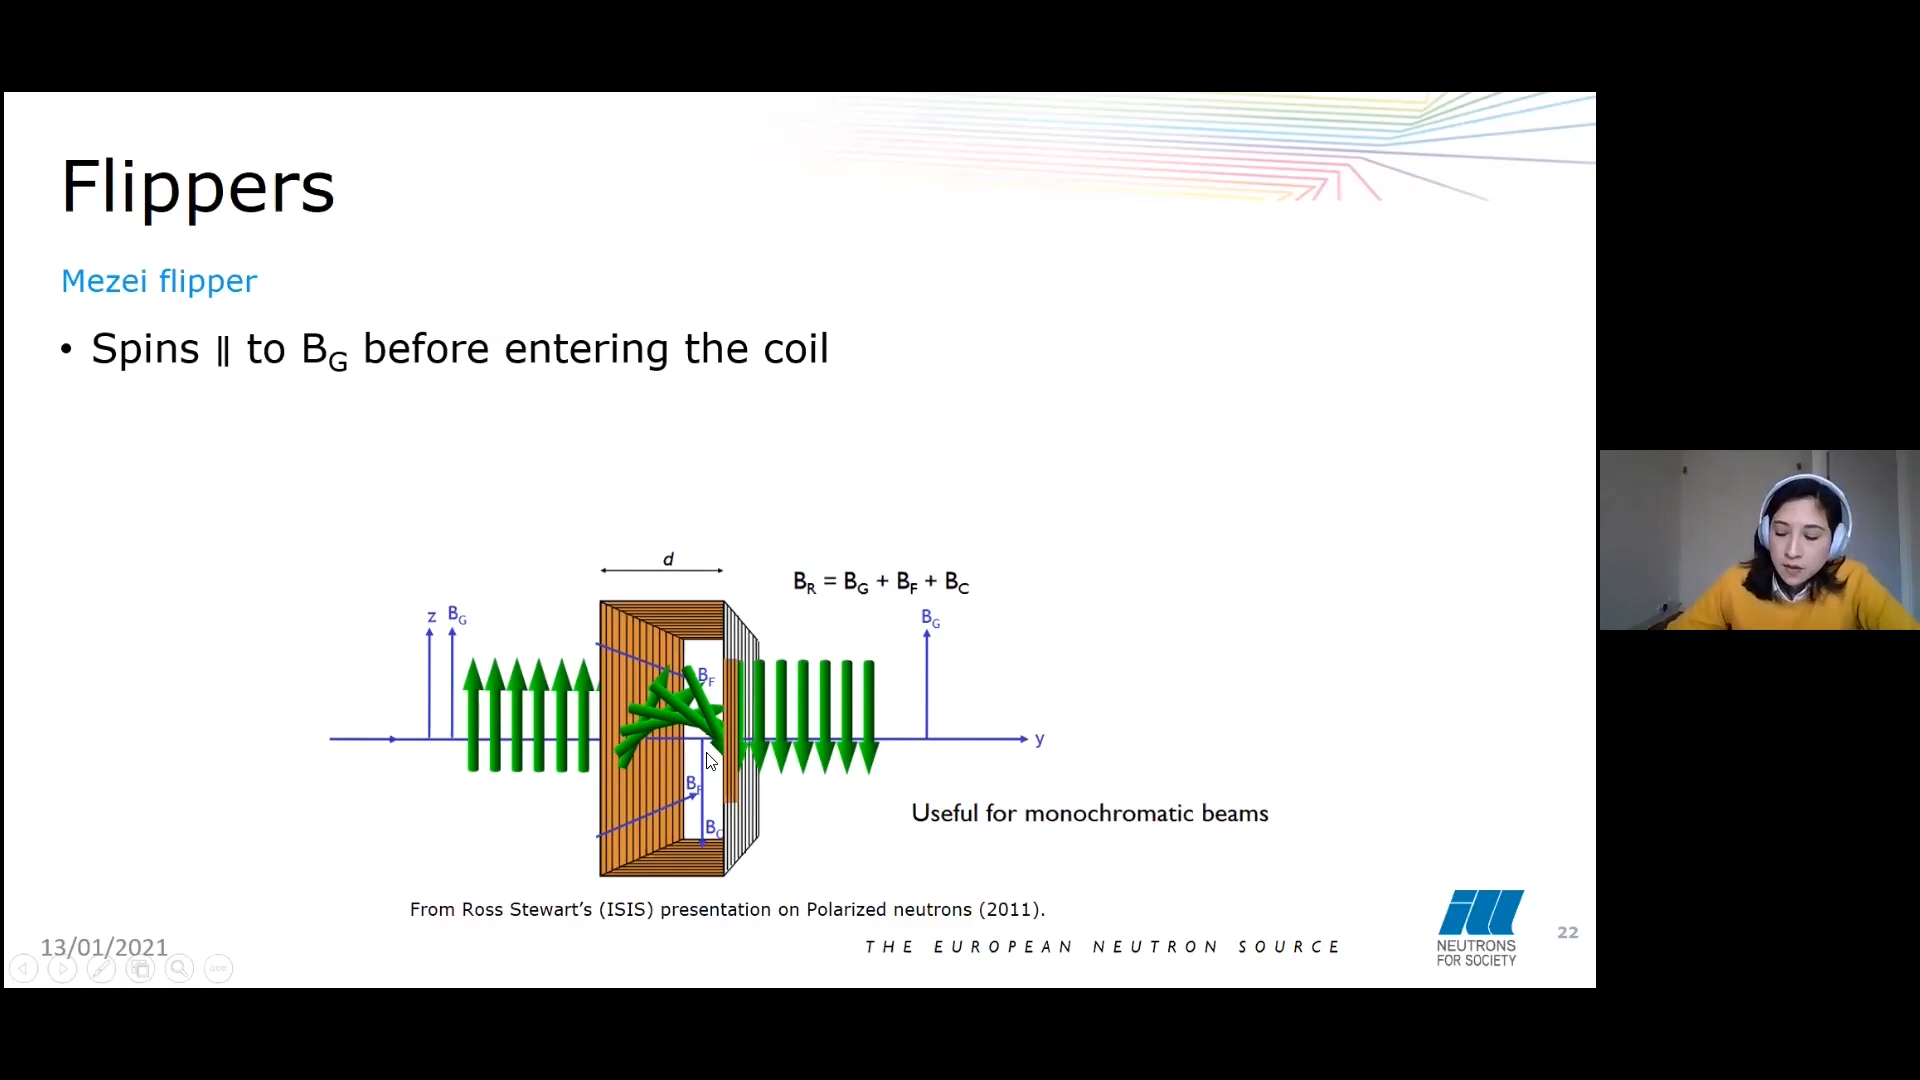 Flippers
Mezei flipper
• Spins ∥ to B_G before entering the coil
d
B_R = B_G + B_F + B_C
z B_G
B_G
B_F
y
B_F
B_C
Useful for monochromatic beams
From Ross Stewart’s (ISIS) presentation on Polarized neutrons (2011).
13/01/2021
THE EUROPEAN NEUTRON SOURCE
NEUTRONS
FOR SOCIETY
22